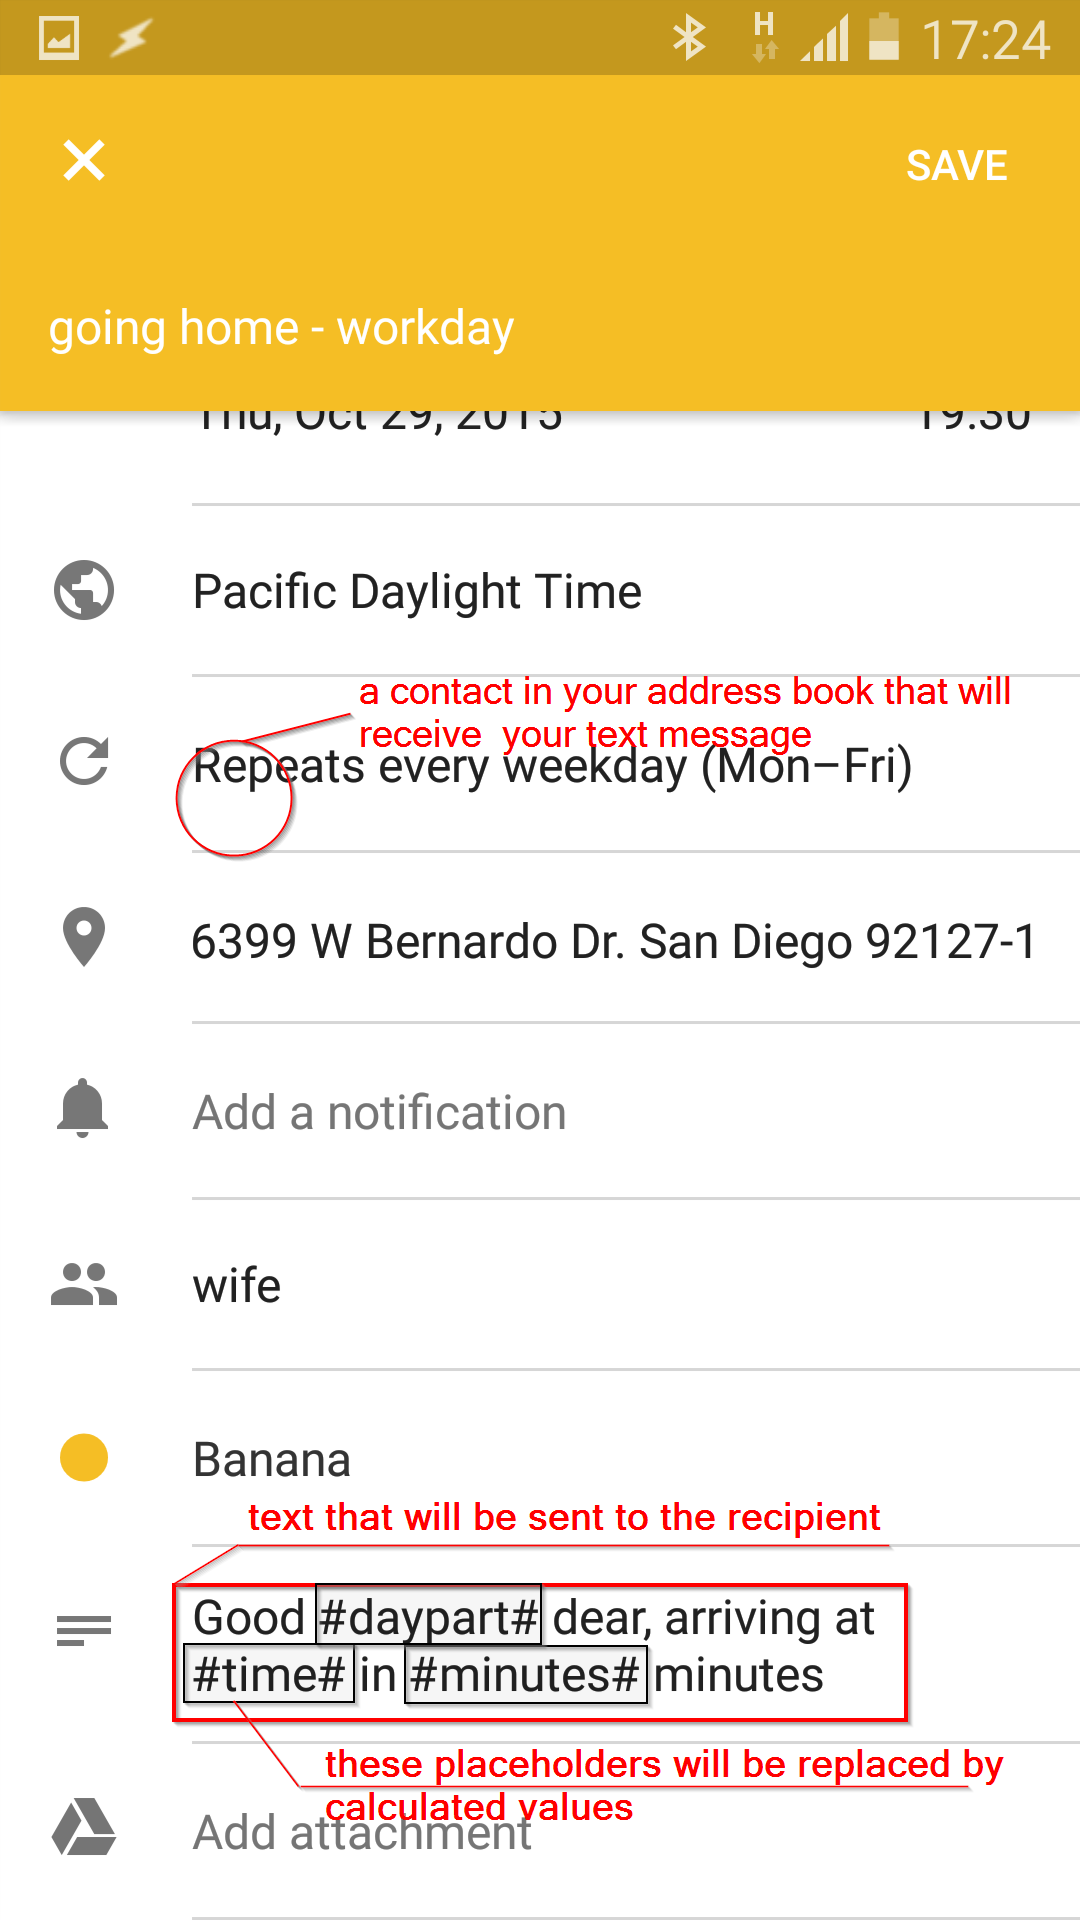 H
17:24
SAVE
going home - workday
Thu, Oct 29, 2015 19:30
Pacific Daylight Time
a contact in your address book that will
receive your text message
Repeats every weekday (Mon–Fri)
6399 W Bernardo Dr. San Diego 92127-1
Add a notification
wife
Banana
text that will be sent to the recipient
Good #daypart# dear, arriving at
#time# in #minutes# minutes
these placeholders will be replaced by
calculated values
Add attachment